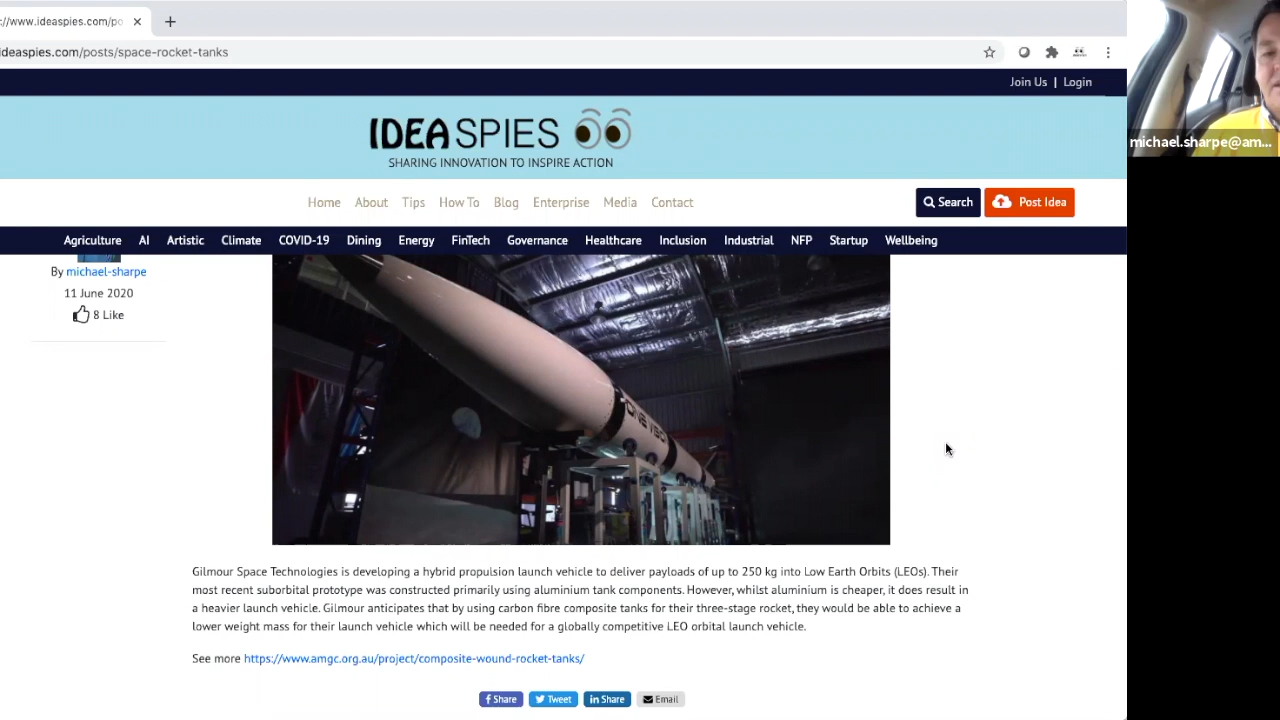 ://www.ideaspies.com/po
ideaspies.com/posts/space-rocket-tanks
Join Us | Login
IDEA SPIES
SHARING INNOVATION TO INSPIRE ACTION
Home About Tips How To Blog Enterprise Media Contact
Search Post Idea
Agriculture AI Artistic Climate COVID-19 Dining Energy FinTech Governance Healthcare Inclusion Industrial NFP Startup Wellbeing
By michael-sharpe
11 June 2020
8 Like
ONE VISION
Gilmour Space Technologies is developing a hybrid propulsion launch vehicle to deliver payloads of up to 250 kg into Low Earth Orbits (LEOs). Their
most recent suborbital prototype was constructed primarily using aluminium tank components. However, whilst aluminium is cheaper, it does result in
a heavier launch vehicle. Gilmour anticipates that by using carbon fibre composite tanks for their three-stage rocket, they would be able to achieve a
lower weight mass for their launch vehicle which will be needed for a globally competitive LEO orbital launch vehicle.
See more https://www.amgc.org.au/project/composite-wound-rocket-tanks/
Share Tweet Share Email
michael.sharpe@am...